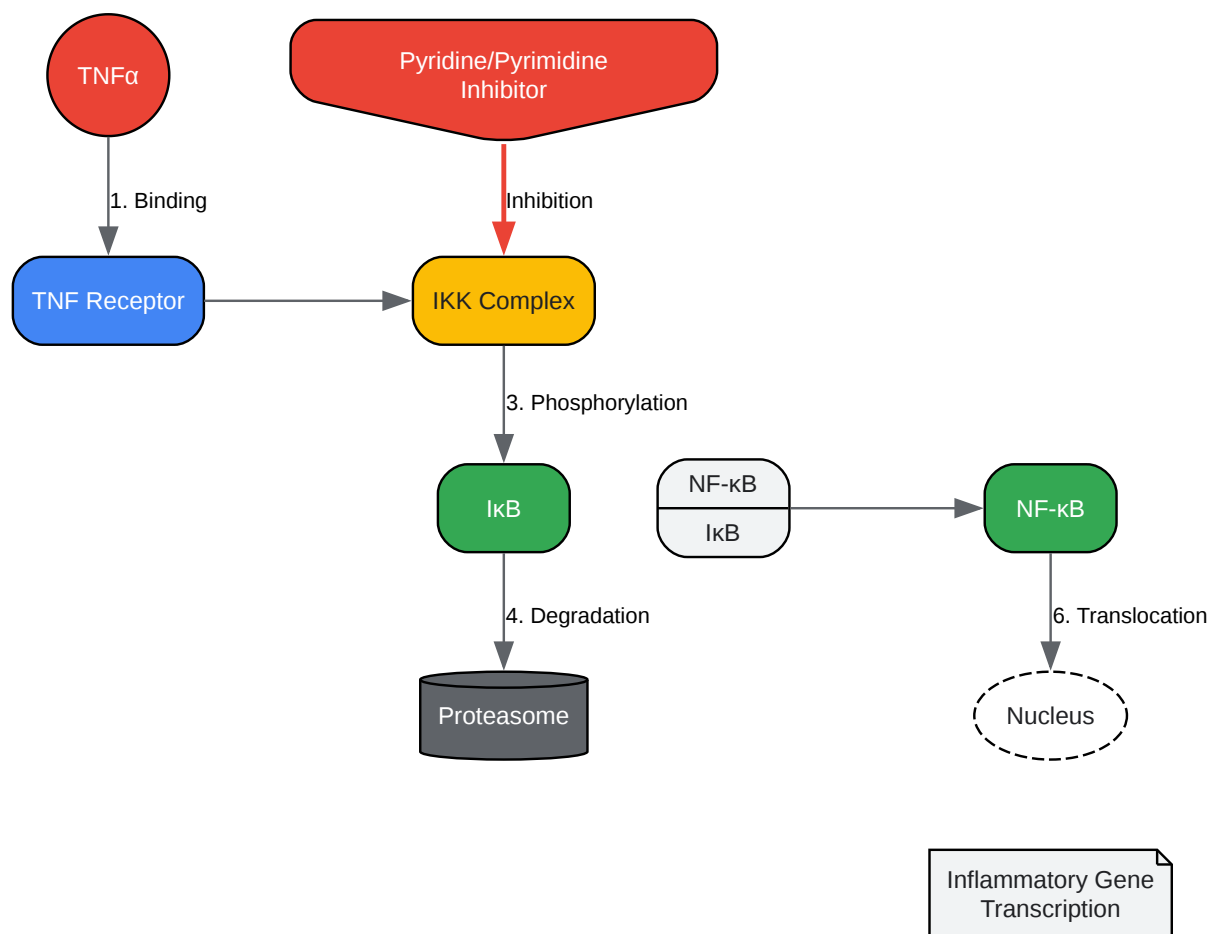 TNFα
Pyridine/Pyrimidine
Inhibitor
1. Binding
Inhibition
TNF Receptor
IKK Complex
3. Phosphorylation
IκB
NF-κB
IκB
NF-κB
4. Degradation
6. Translocation
Proteasome
Nucleus
Inflammatory Gene
Transcription